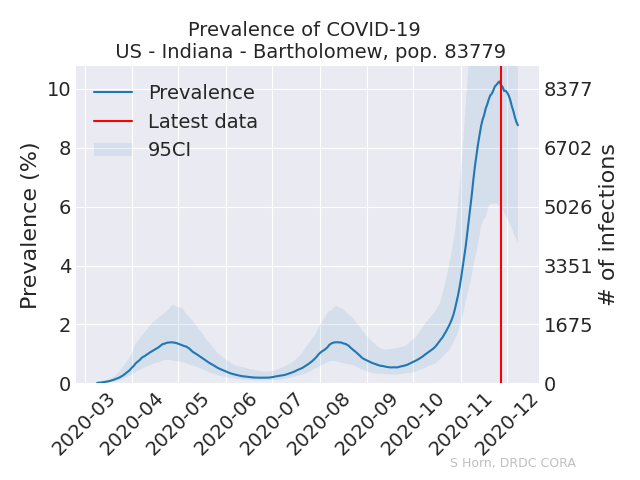 Prevalence of COVID-19
US - Indiana - Bartholomew, pop. 83779
Prevalence
Latest data
95CI
Prevalence (%)
10
8
6
4
2
0
8377
6702
5026
3351
1675
0
# of infections
2020-03
2020-04
2020-05
2020-06
2020-07
2020-08
2020-09
2020-10
2020-11
2020-12
S Horn, DRDC CORA